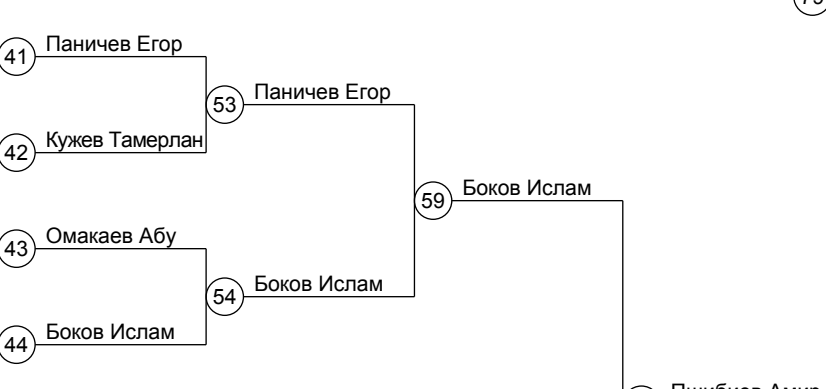 41 Паничев Егор
53 Паничев Егор
42 Кужев Тамерлан
59 Боков Ислам
43 Омакаев Абу
54 Боков Ислам
44 Боков Ислам